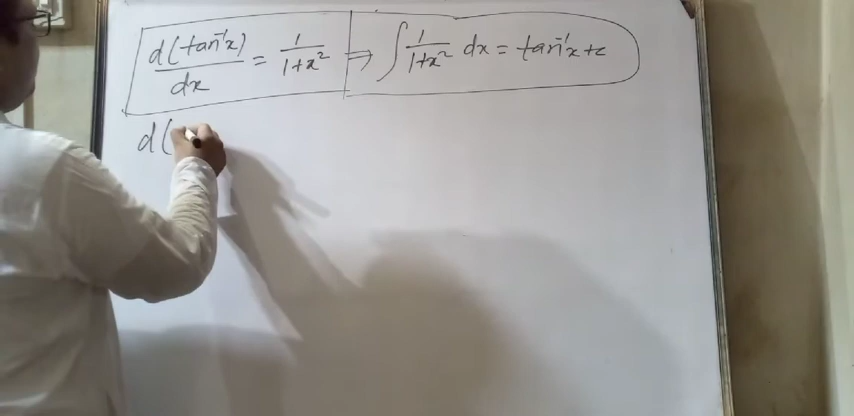 d(tan⁻¹x)/dx = 1/1+x² ⇒ ∫ 1/1+x² dx = tan⁻¹x+c
d(